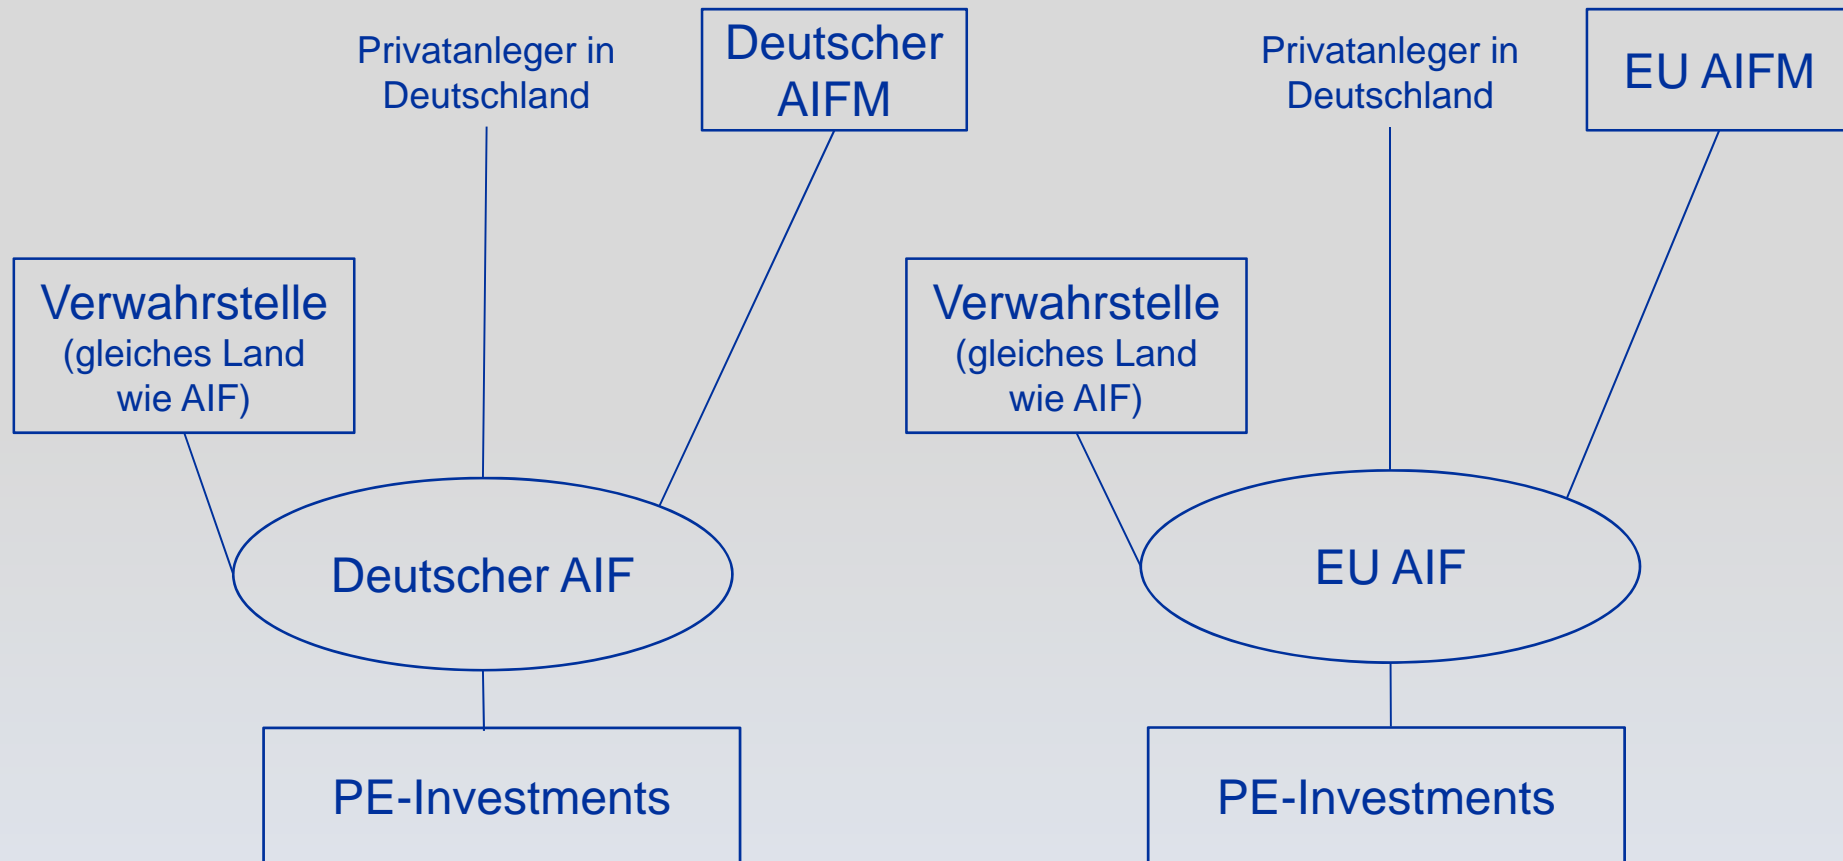 Privatanleger in
Deutschland
Deutscher
AIFM
Verwahrstelle
(gleiches Land
wie AIF)
Deutscher AIF
PE-Investments
Privatanleger in
Deutschland
EU AIFM
Verwahrstelle
(gleiches Land
wie AIF)
EU AIF
PE-Investments